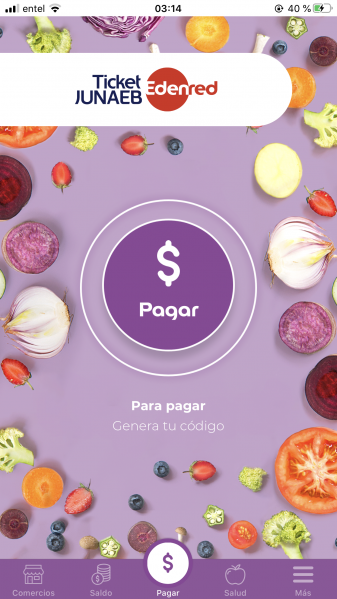 entel
03:14
40 %
Ticket
JUNAEB
Edenred
$
Pagar
Para pagar
Genera tu código
Comercios
Saldo
$
Pagar
Salud
Más